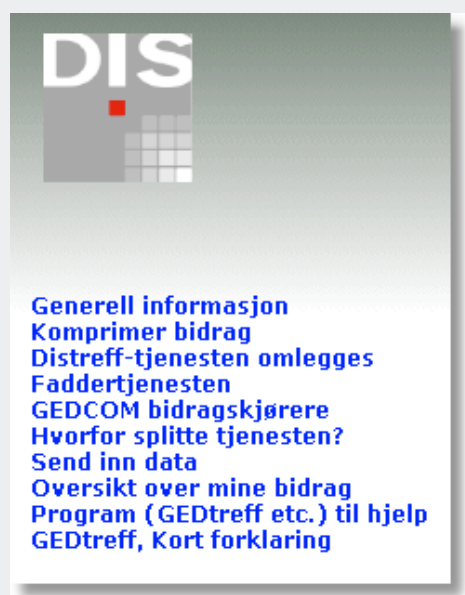 DIS
Generell informasjon
Komprimer bidrag
Distreff-tjenesten omlegges
Faddertjenesten
GEDCOM bidragskjørere
Hvorfor splitte tjenesten?
Send inn data
Oversikt over mine bidrag
Program (GEDtreff etc.) til hjelp
GEDtreff, Kort forklaring